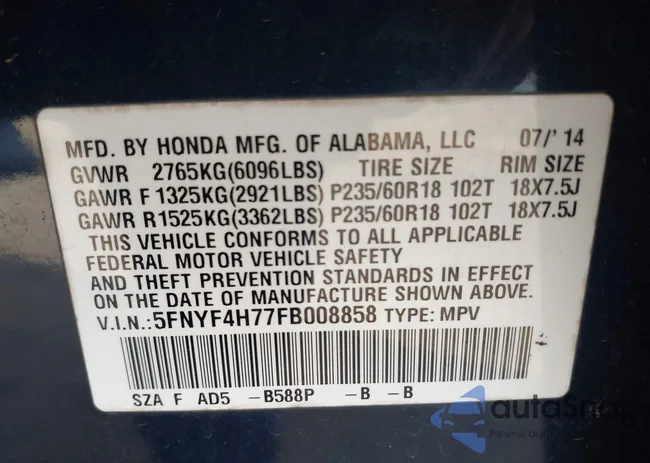 MFD. BY HONDA MFG. OF ALABAMA, LLC 07/'14
GVWR 2765KG(6096LBS) TIRE SIZE RIM SIZE
GAWR F 1325KG(2921LBS) P235/60R18 102T 18X7.5J
GAWR R 1525KG(3362LBS) P235/60R18 102T 18X7.5J
THIS VEHICLE CONFORMS TO ALL APPLICABLE
FEDERAL MOTOR VEHICLE SAFETY
AND THEFT PREVENTION STANDARDS IN EFFECT
ON THE DATE OF MANUFACTURE SHOWN ABOVE.
V.I.N.:5FNYF4H77FB008858 TYPE: MPV
SZA F AD5 -B588P -B -B
autoSnap
Pewne aut